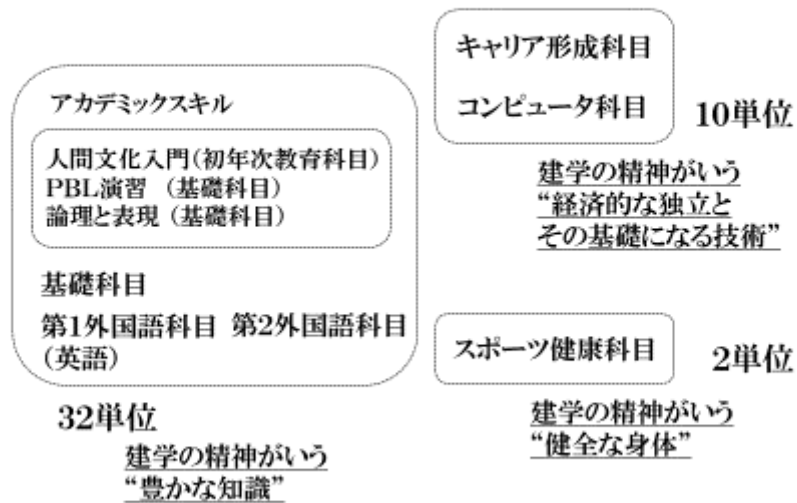 アカデミックスキル
人間文化入門(初年次教育科目)
PBL演習 (基礎科目)
論理と表現 (基礎科目)
基礎科目
第1外国語科目 第2外国語科目
(英語)
32単位
建学の精神がいう
“豊かな知識”
キャリア形成科目
コンピュータ科目
10単位
建学の精神がいう
“経済的な独立と
その基礎になる技術”
スポーツ健康科目
2単位
建学の精神がいう
“健全な身体”